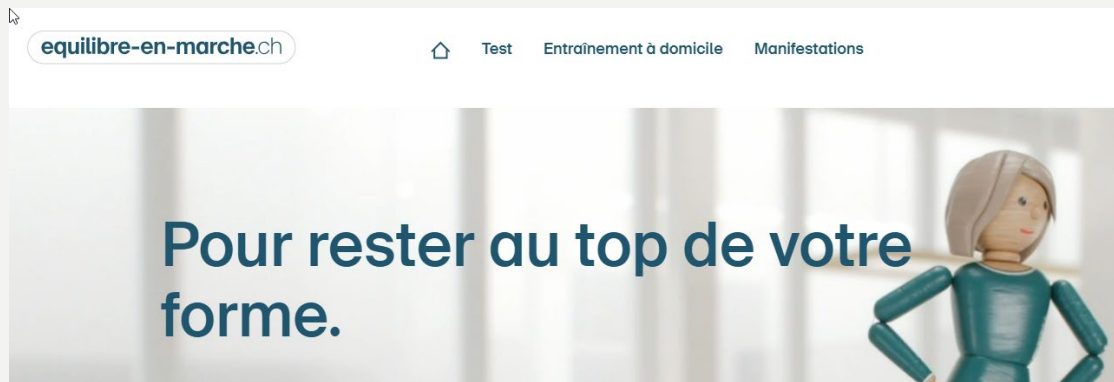 equilibre-en-marche.ch
Test
Entraînement à domicile
Manifestations
Pour rester au top de votre
forme.